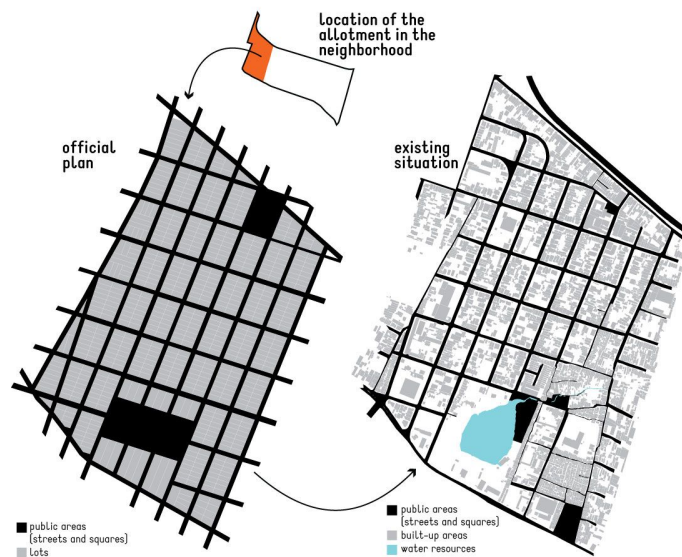 location of the
allotment in the
neighborhood
official
plan
existing
situation
public areas
(streets and squares)
lots
public areas
(streets and squares)
built-up areas
water resources